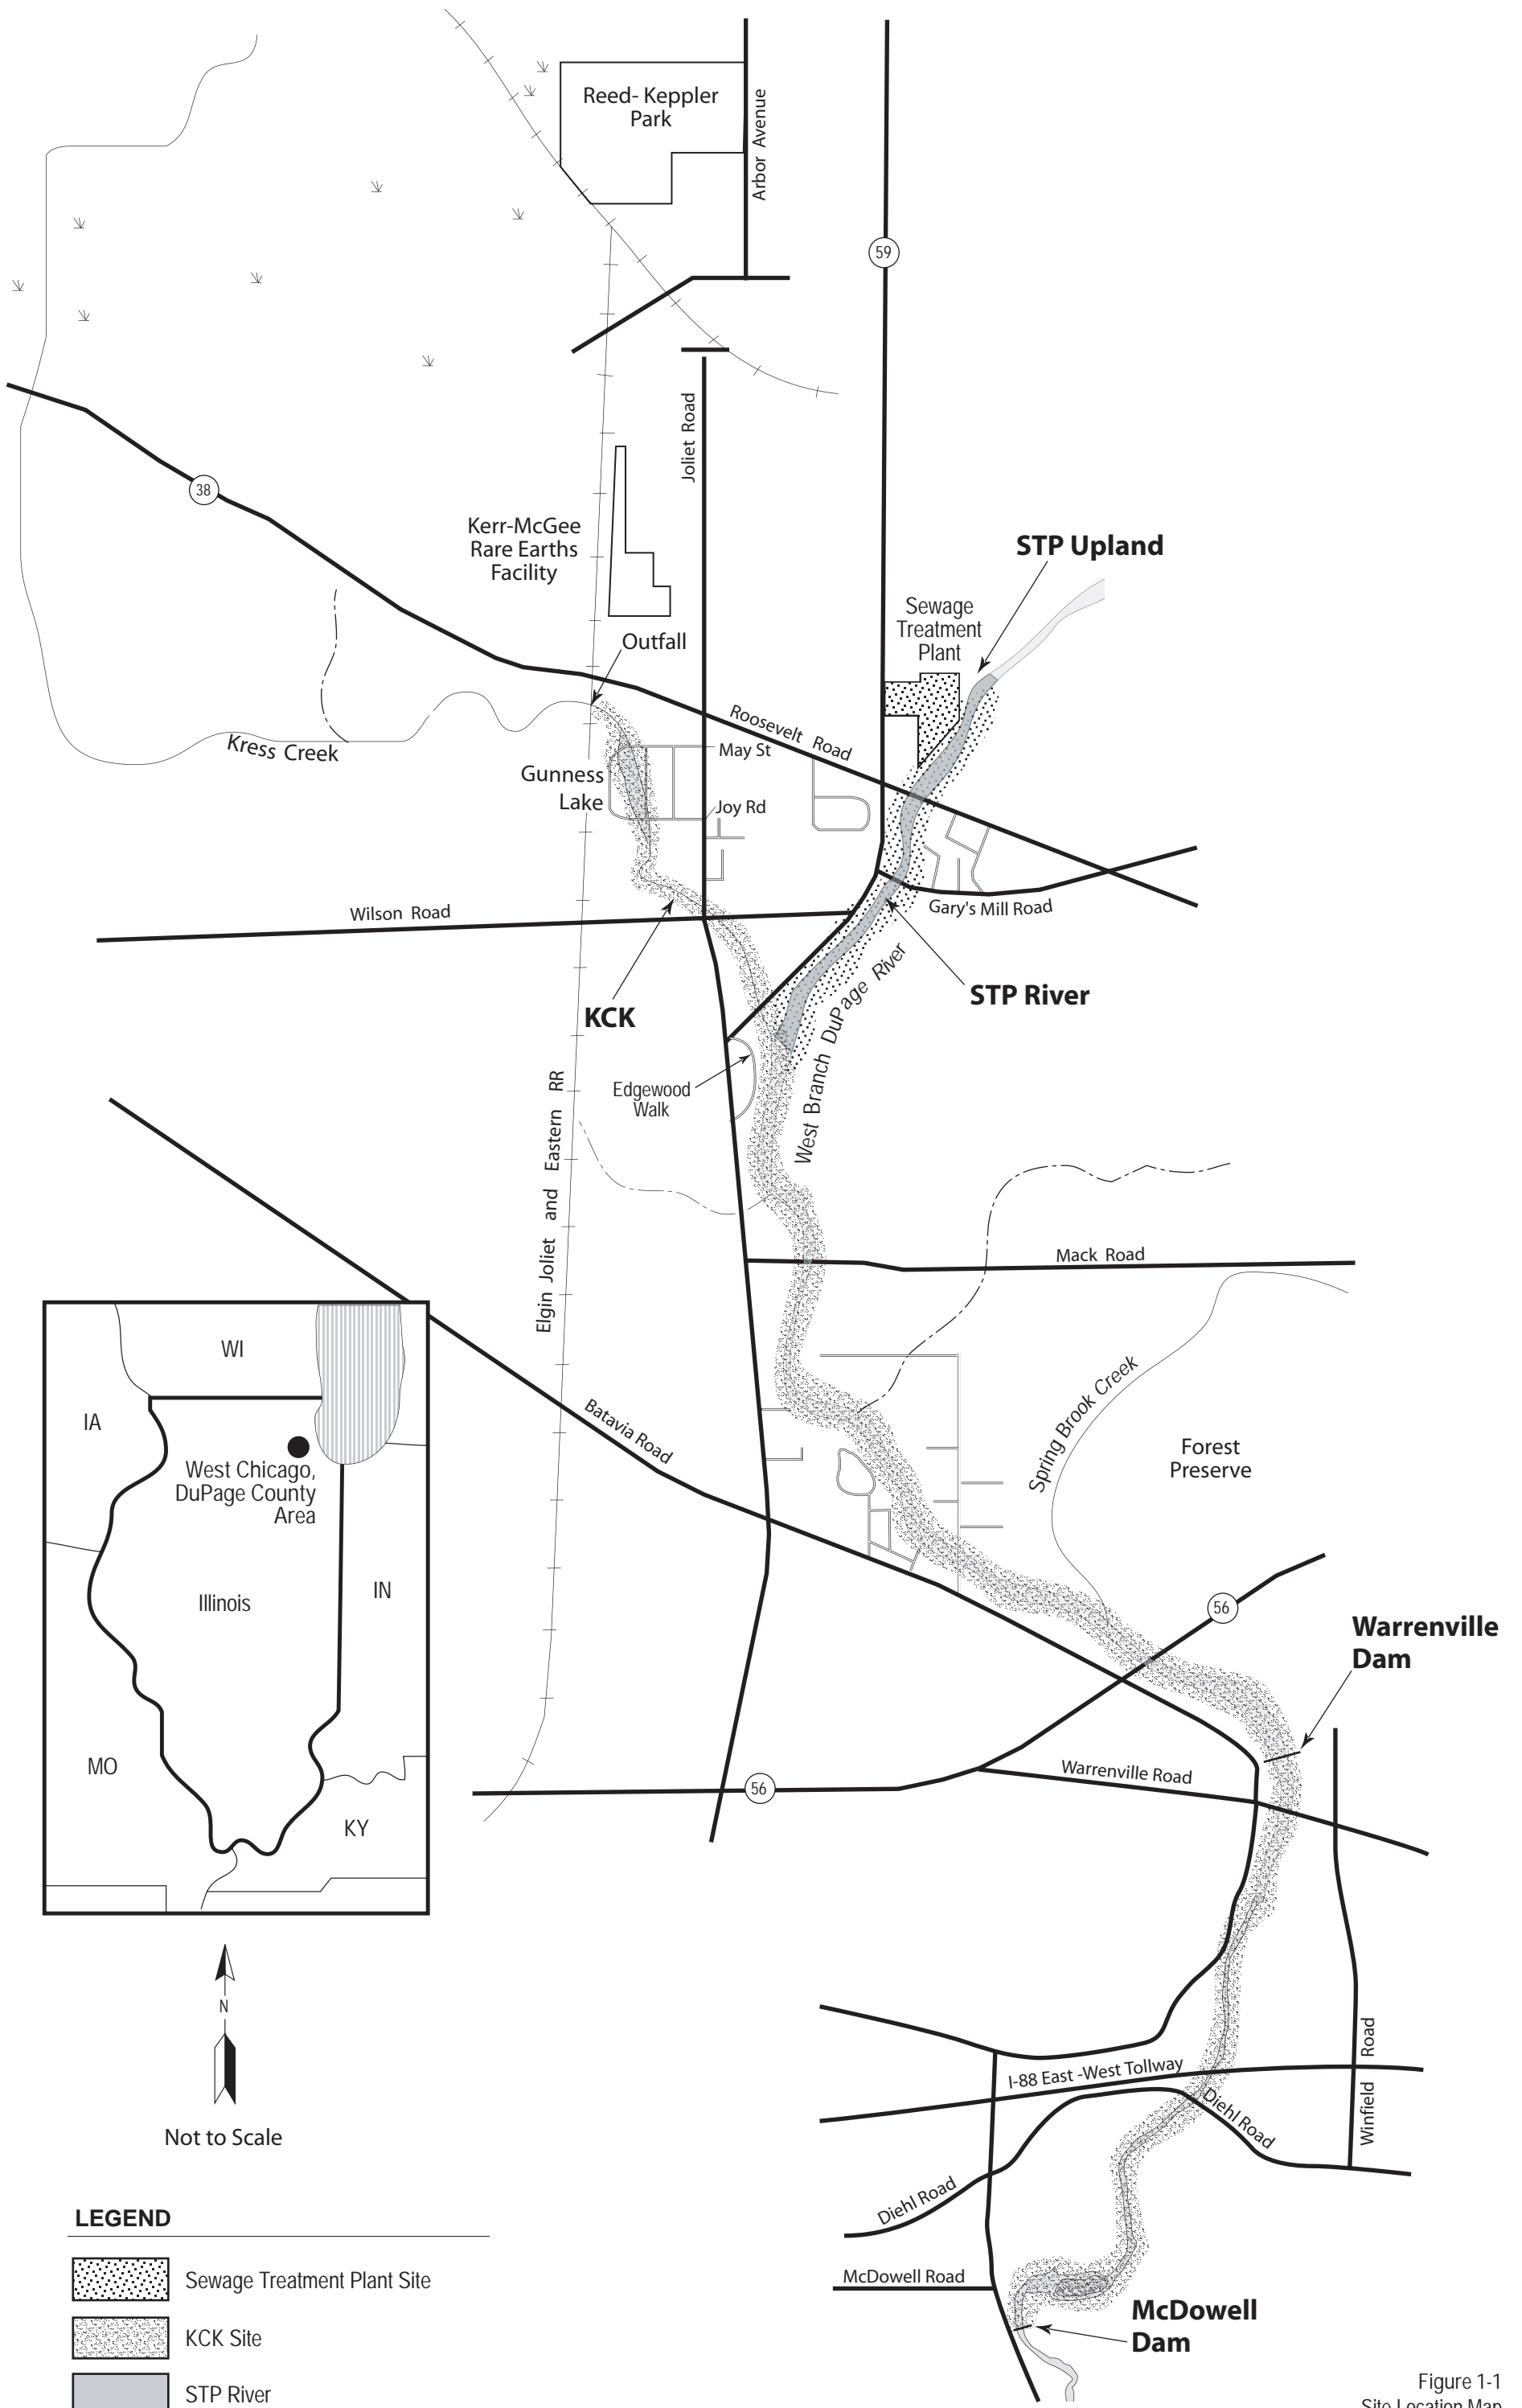 Reed- Keppler
Park
Arbor Avenue
59
Joliet Road
38
Kerr-McGee
Rare Earths
Facility
STP Upland
Sewage
Treatment
Plant
Outfall
Roosevelt Road
Kress Creek
May St
Gunness
Lake
Joy Rd
Wilson Road
Gary's Mill Road
STP River
KCK
West Branch DuPage River
Edgewood
Walk
Elgin Joliet and Eastern RR
Mack Road
WI
IA
Batavia Road
Spring Brook Creek
Forest
Preserve
West Chicago,
DuPage County
Area
IN
Illinois
56
Warrenville
Dam
MO
Warrenville Road
56
KY
N
Not to Scale
I-88 East -West Tollway
Diehl Road
Winfield Road
Diehl Road
McDowell Road
McDowell
Dam
LEGEND
Sewage Treatment Plant Site
KCK Site
STP River
Figure 1-1
Site Location Map